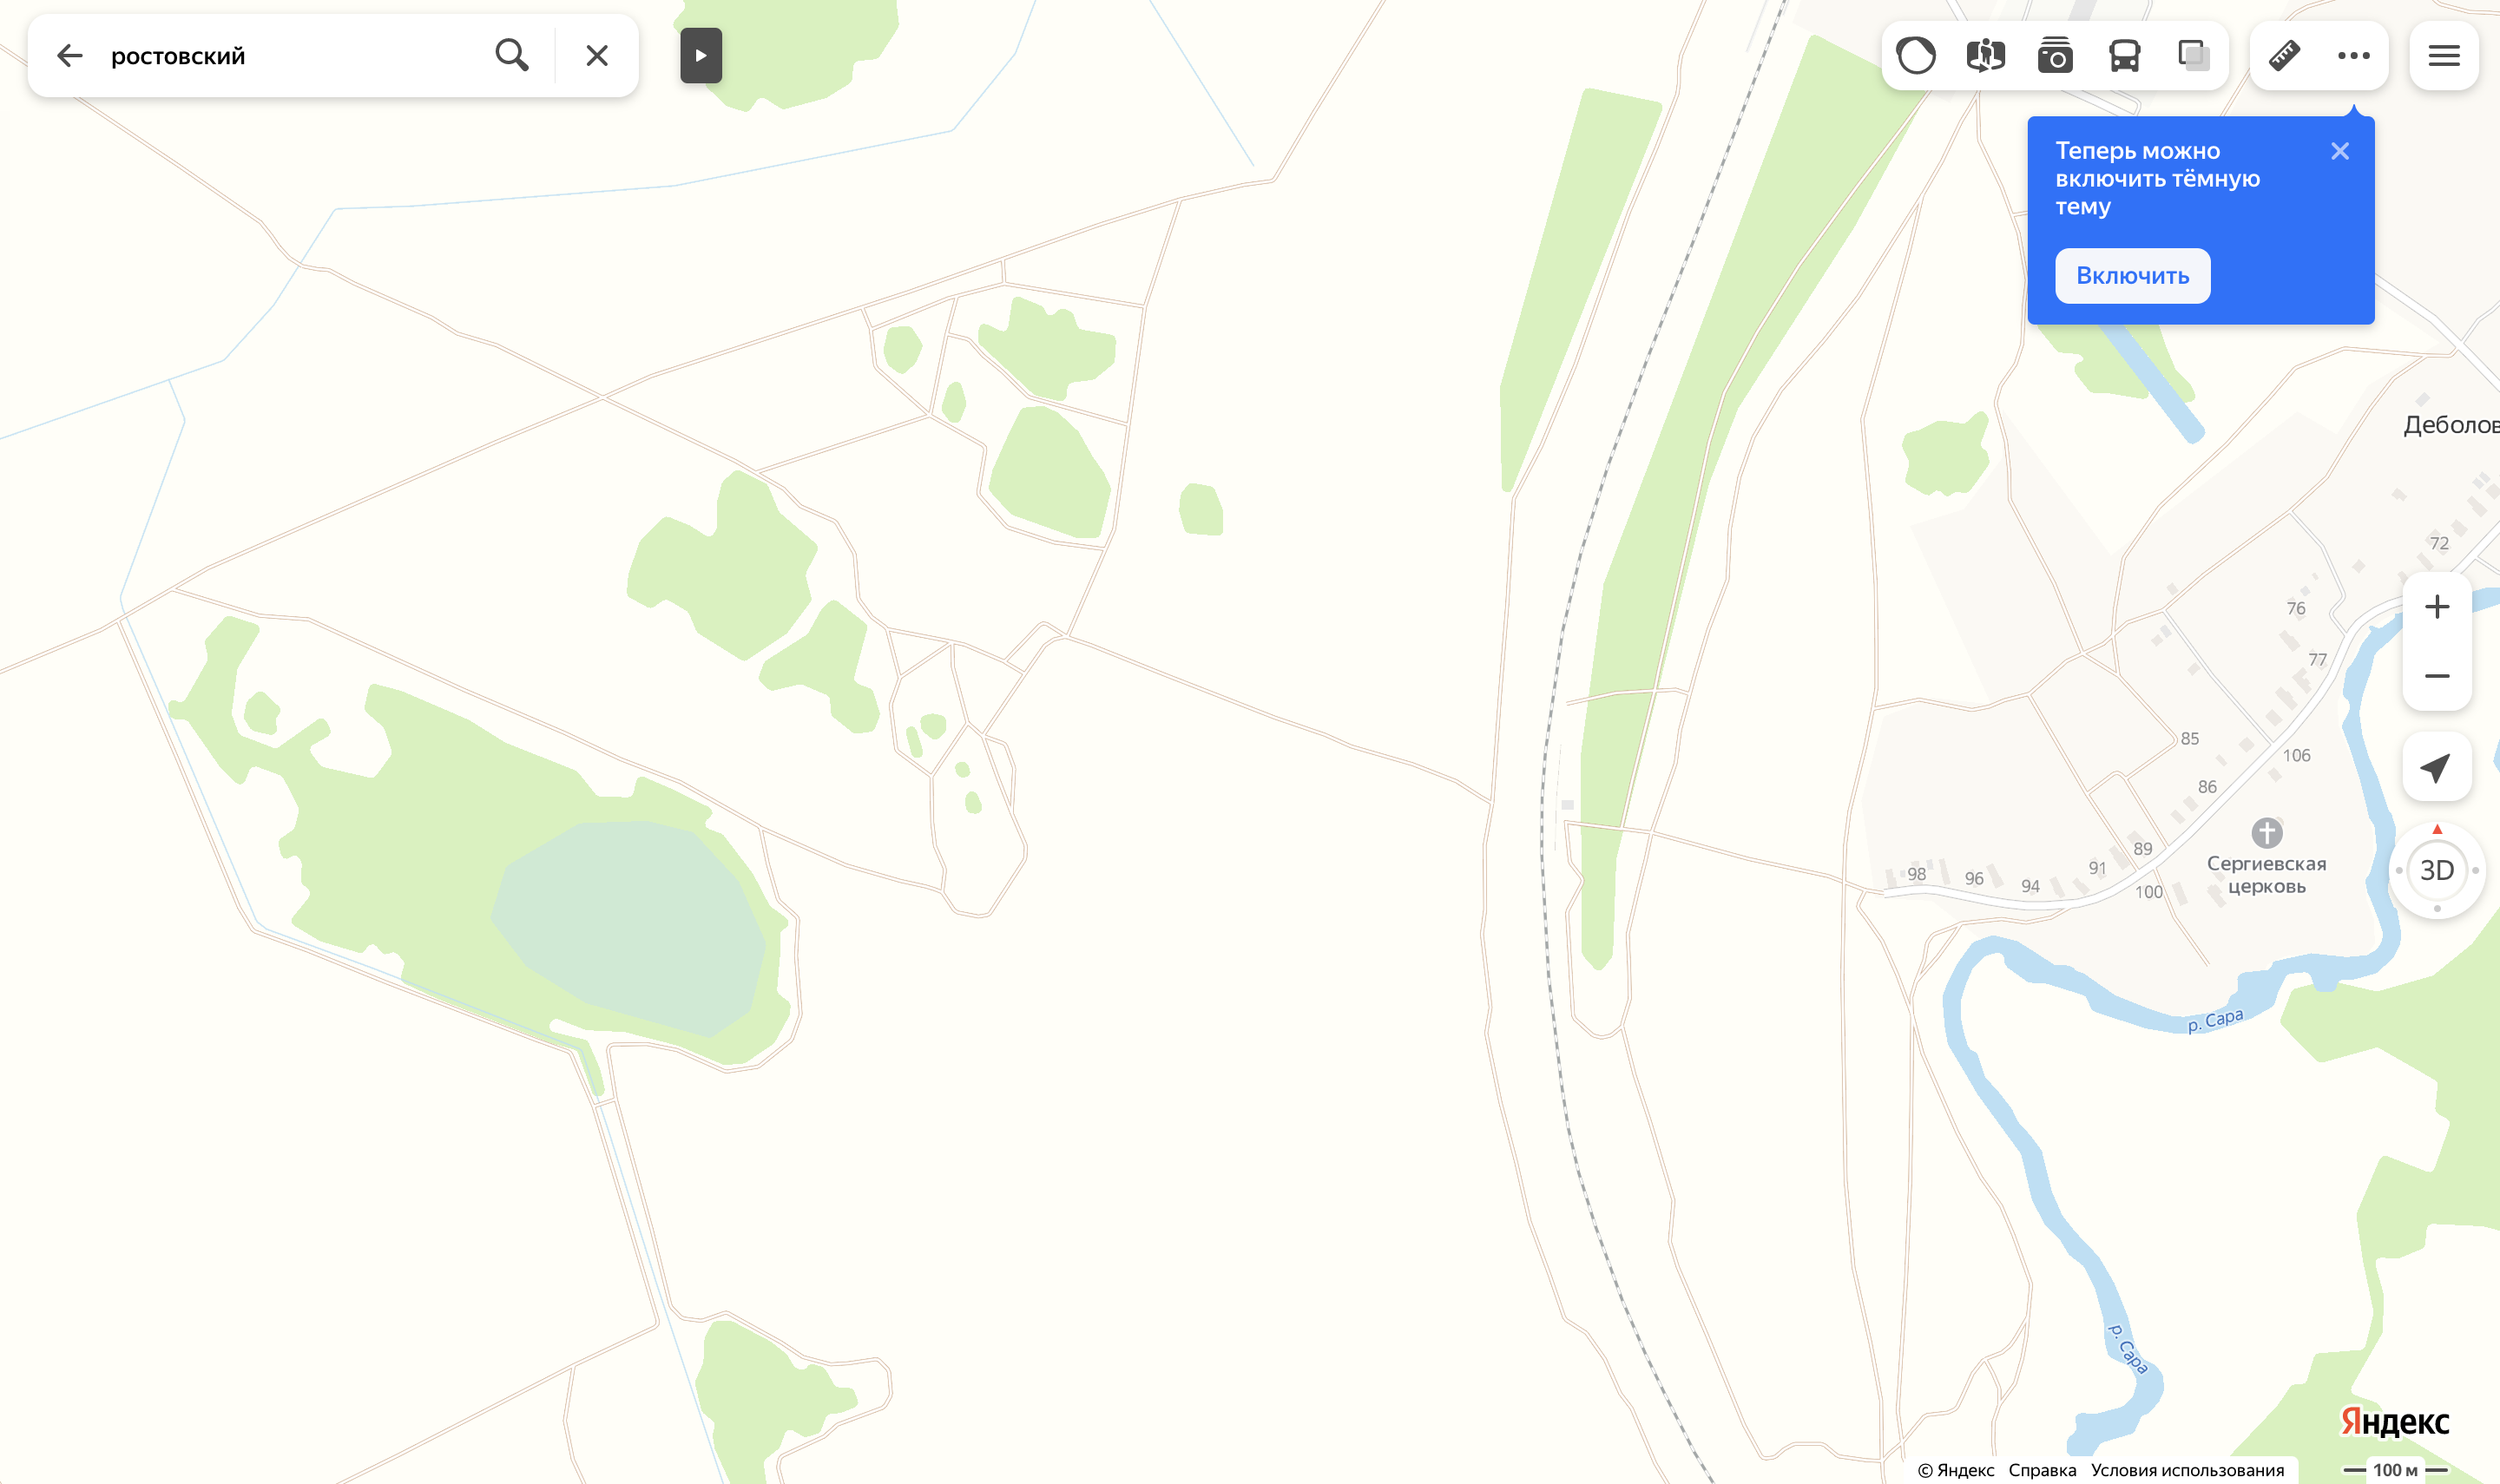 ростовский
Теперь можно
включить тёмную
тему
Включить
72
76
77
85
106
86
89
98
96
94
91
100
Сергиевская
церковь
3D
р. Сара
р. Сара
Яндекс
© Яндекс Справка Условия использования
100 м